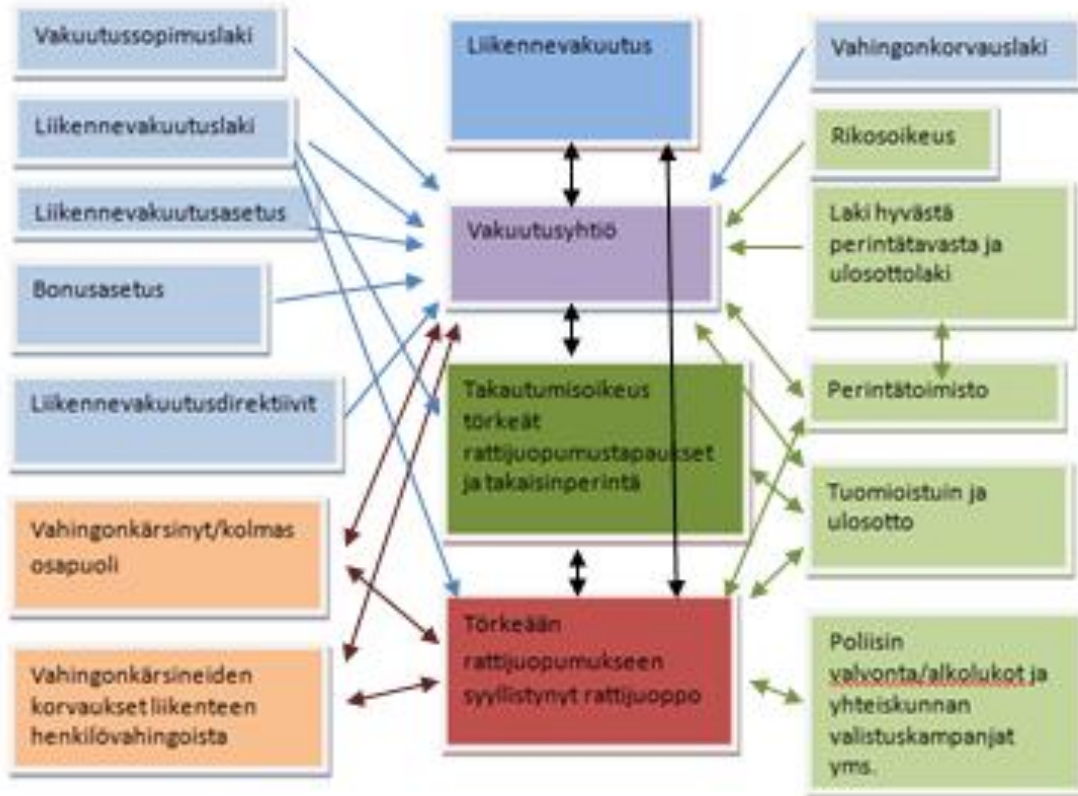 Vakuutussopimuslaki
Liikennevakuutuslaki
Liikennevakuutusasetus
Bonusasetus
Liikennevakuutusdirektiivit
Vahingonkärsinyt/kolmas
osapuoli
Vahingonkärsineiden
korvaukset liikenteen
henkilövahingoista
Liikennevakuutus
Vakuutusyhtiö
Takautumisoikeus
törkeät
rattijuopumustapaukset
ja takaisinperintä
Törkeään
rattijuopumukseen
syyllistynyt rattijuoppo
Vahingonkorvauslaki
Rikosoikeus
Laki hyvästä
perintätavasta ja
ulosottolaki
Perintätoimisto
Tuomioistuin ja
ulosotto
Poliisin
valvonta/alkolukot ja
yhteiskunnan
valistuskampanjat
yms.